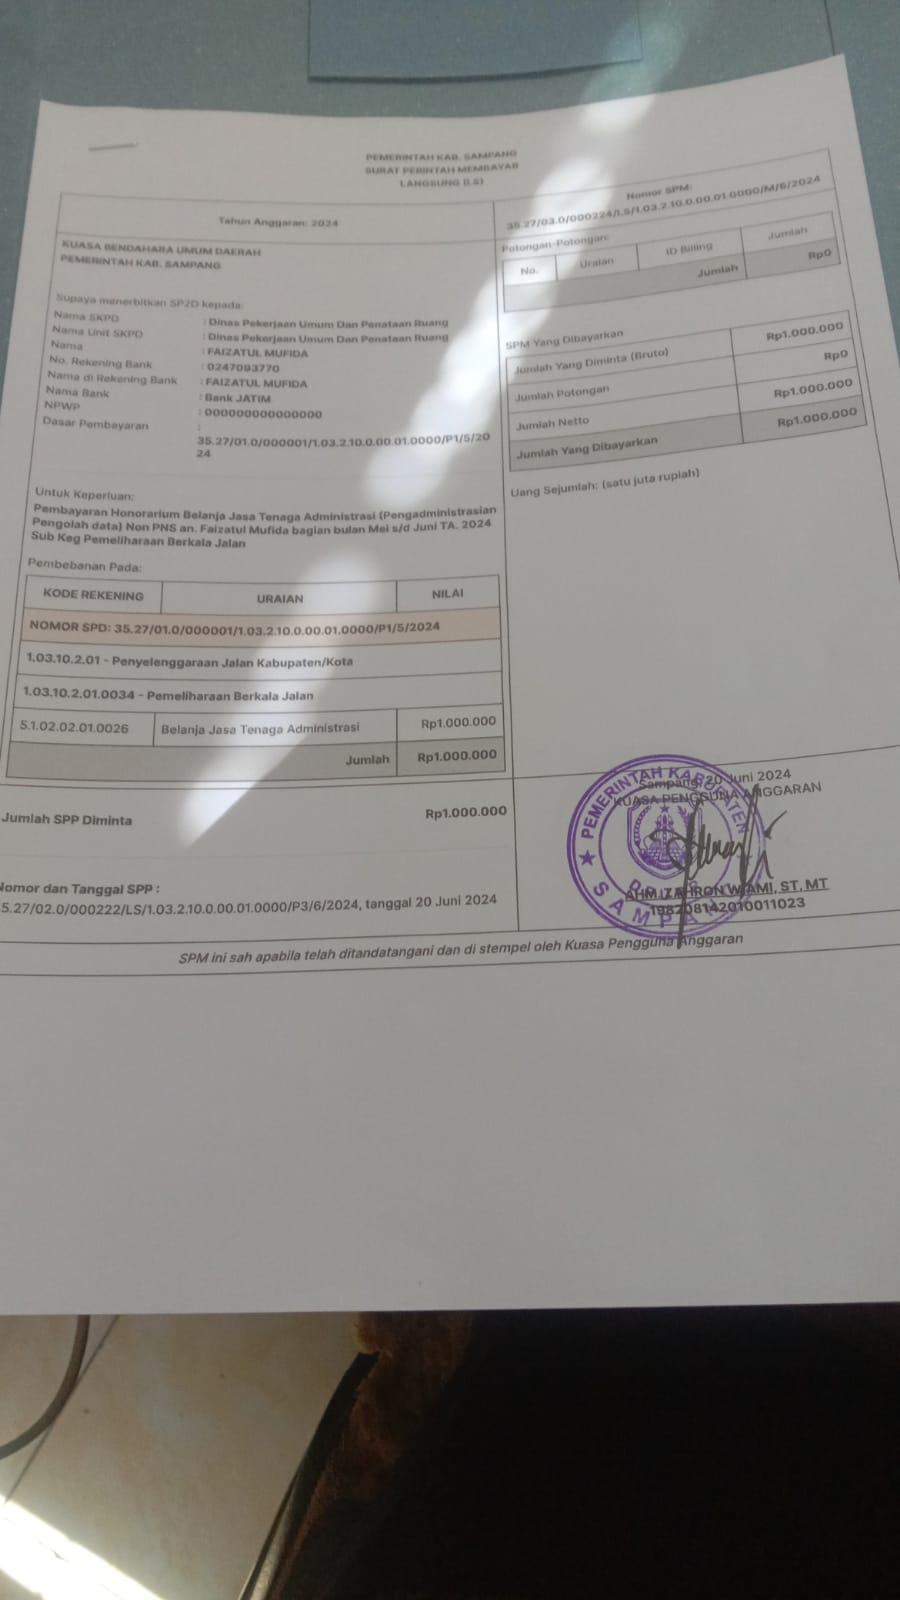 PEMERINTAH KAB. SAMPANG
SURAT PERINTAH MEMBAYAR
LANGSUNG (LS)
Tahun Anggaran: 2024
Nomor SPM:
35.27/03.0/000224/LS/1.03.2.10.0.00.01.0000/M/6/2024
KUASA BENDAHARA UMUM DAERAH
PEMERINTAH KAB. SAMPANG
Supaya menerbitkan SP2D kepada:
Nama SKPD : Dinas Pekerjaan Umum Dan Penataan Ruang
Nama Unit SKPD : Dinas Pekerjaan Umum Dan Penataan Ruang
Nama : FAIZATUL MUFIDA
No. Rekening Bank : 0247093770
Nama di Rekening Bank : FAIZATUL MUFIDA
Nama Bank : Bank JATIM
NPWP : 000000000000000
Dasar Pembayaran :
35.27/01.0/000001/1.03.2.10.0.00.01.0000/P1/5/20
24
Untuk Keperluan:
Pembayaran Honorarium Belanja Jasa Tenaga Administrasi (Pengadministrasian
Pengolah data) Non PNS an. Faizatul Mufida bagian bulan Mei s/d Juni TA. 2024
Sub Keg Pemeliharaan Berkala Jalan
Pembebanan Pada:
KODE REKENING URAIAN NILAI
NOMOR SPD: 35.27/01.0/000001/1.03.2.10.0.00.01.0000/P1/5/2024
1.03.10.2.01 - Penyelenggaraan Jalan Kabupaten/Kota
1.03.10.2.01.0034 - Pemeliharaan Berkala Jalan
5.1.02.02.01.0026 Belanja Jasa Tenaga Administrasi Rp1.000.000
Jumlah Rp1.000.000
Jumlah SPP Diminta Rp1.000.000
Nomor dan Tanggal SPP :
5.27/02.0/000222/LS/1.03.2.10.0.00.01.0000/P3/6/2024, tanggal 20 Juni 2024
Potongan-Potongan:
No. Uraian ID Billing Jumlah
Jumlah Rp0
SPM Yang Dibayarkan
Jumlah Yang Diminta (Bruto) Rp1.000.000
Jumlah Potongan Rp0
Jumlah Netto Rp1.000.000
Jumlah Yang Dibayarkan Rp1.000.000
Uang Sejumlah: (satu juta rupiah)
Sampang, 20 Juni 2024
KUASA PENGGUNA ANGGARAN
PEMERINTAH KABUPATEN
SAMPANG
1982081420100 11023
SPM ini sah apabila telah ditandatangani dan di stempel oleh Kuasa Pengguna Anggaran